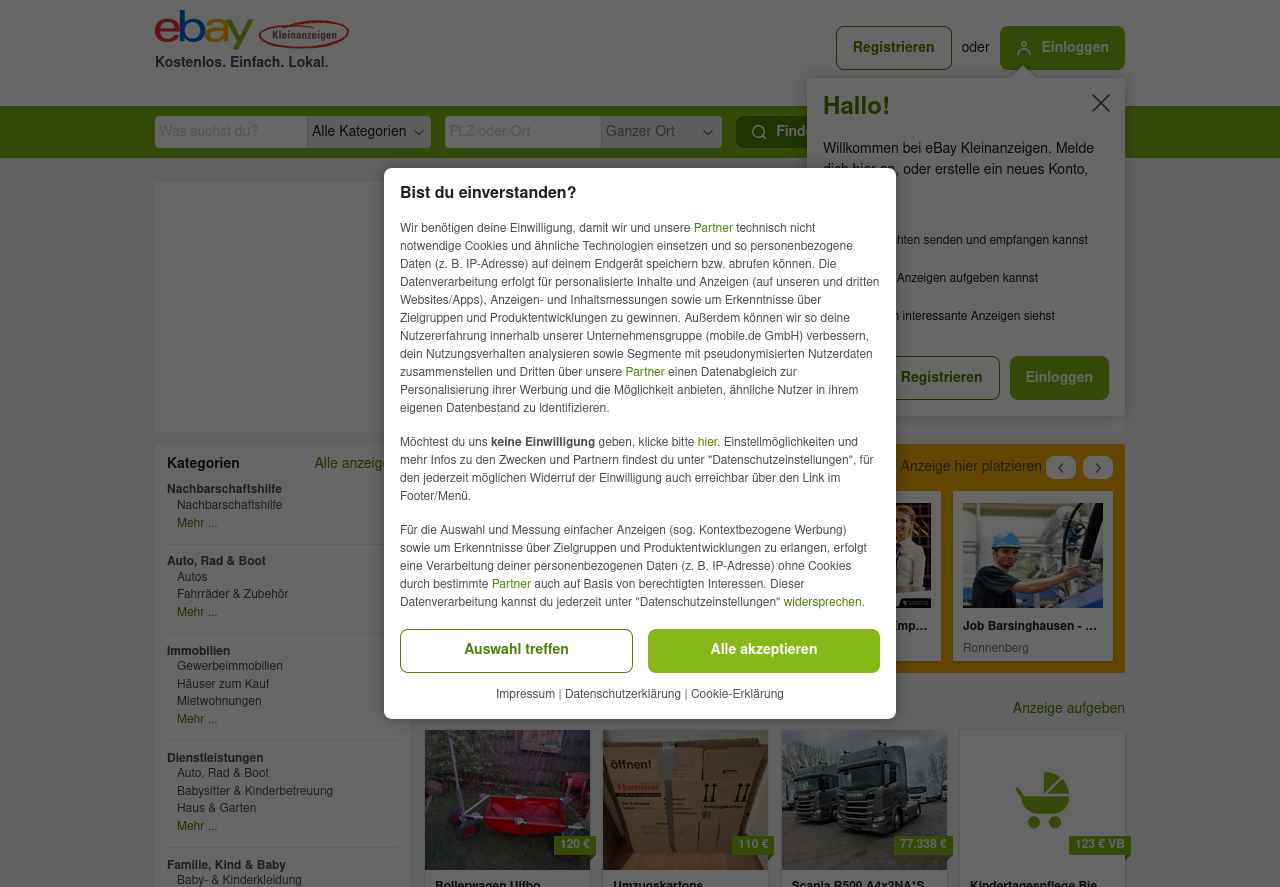 ebay Kleinanzeigen
Kostenlos. Einfach. Lokal.
Registrieren oder Einloggen
Was suchst du? Alle Kategorien PLZ oder Ort Ganzer Ort
Hallo!
Willkommen bei eBay Kleinanzeigen. Melde
oder erstelle ein neues Konto,
senden und empfangen kannst
Anzeigen aufgeben kannst
interessante Anzeigen siehst
Registrieren Einloggen
Bist du einverstanden?
Wir benötigen deine Einwilligung, damit wir und unsere Partner technisch nicht
notwendige Cookies und ähnliche Technologien einsetzen und so personenbezogene
Daten (z. B. IP-Adresse) auf deinem Endgerät speichern bzw. abrufen können. Die
Datenverarbeitung erfolgt für personalisierte Inhalte und Anzeigen (auf unseren und dritten
Websites/Apps), Anzeigen- und Inhaltsmessungen sowie um Erkenntnisse über
Zielgruppen und Produktentwicklungen zu gewinnen. Außerdem können wir so deine
Nutzererfahrung innerhalb unserer Unternehmensgruppe (mobile.de GmbH) verbessern,
dein Nutzungsverhalten analysieren sowie Segmente mit pseudonymisierten Nutzerdaten
zusammenstellen und Dritten über unsere Partner einen Datenabgleich zur
Personalisierung ihrer Werbung und die Möglichkeit anbieten, ähnliche Nutzer in ihrem
eigenen Datenbestand zu identifizieren.
Möchtest du uns keine Einwilligung geben, klicke bitte hier. Einstellmöglichkeiten und
mehr Infos zu den Zwecken und Partnern findest du unter "Datenschutzeinstellungen", für
den jederzeit möglichen Widerruf der Einwilligung auch erreichbar über den Link im
Footer/Menü.
Für die Auswahl und Messung einfacher Anzeigen (sog. Kontextbezogene Werbung)
sowie um Erkenntnisse über Zielgruppen und Produktentwicklungen zu erlangen, erfolgt
eine Verarbeitung deiner personenbezogenen Daten (z. B. IP-Adresse) ohne Cookies
durch bestimmte Partner auch auf Basis von berechtigten Interessen. Dieser
Datenverarbeitung kannst du jederzeit unter "Datenschutzeinstellungen" widersprechen.
Auswahl treffen Alle akzeptieren
Impressum | Datenschutzerklärung | Cookie-Erklärung
Kategorien Alle
Nachbarschaftshilfe
Nachbarschaftshilfe
Mehr ...
Auto, Rad & Boot
Autos
Fahrräder & Zubehör
Mehr ...
Immobilien
Gewerbeimmobilien
Häuser zum Kauf
Mietwohnungen
Mehr ...
Dienstleistungen
Auto, Rad & Boot
Babysitter & Kinderbetreuung
Haus & Garten
Mehr ...
Familie, Kind & Baby
Baby- & Kinderkleidung
Anzeige hier platzieren
Job Barsinghausen - ...
Ronnenberg
Anzeige aufgeben
öffnen!
Hammer
Umzugskarton
120 € 110 € 77.338 € 123 € VB